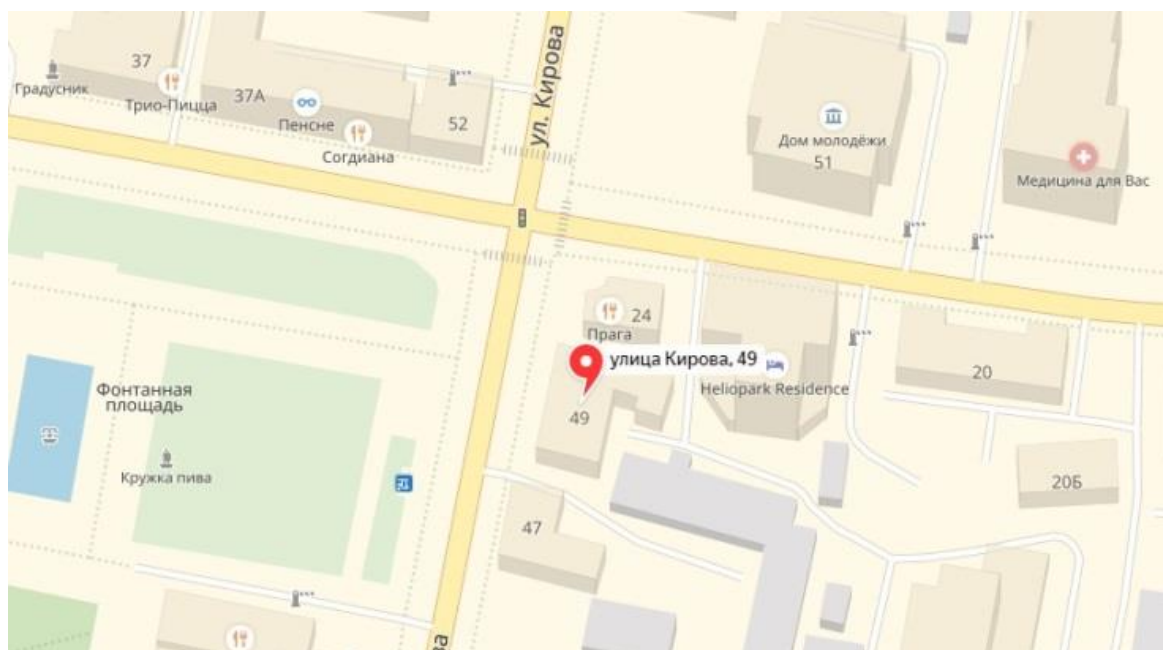 ул. Кирова
37
Градусник
Трио-Пицца
37А
Пенсне
Согдиана
52
Дом молодёжи
51
Медицина для Вас
24
Прага
улица Кирова, 49
Heliopark Residence
20
49
Фонтанная
площадь
Кружка пива
20Б
47
ва